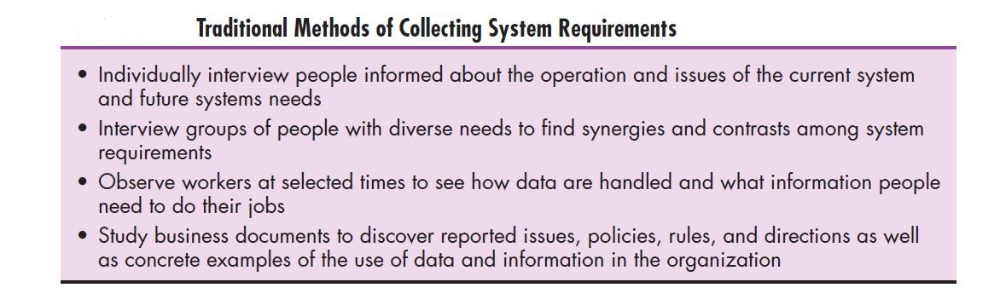 Traditional Methods of Collecting System Requirements
• Individually interview people informed about the operation and issues of the current system
and future systems needs
• Interview groups of people with diverse needs to find synergies and contrasts among system
requirements
• Observe workers at selected times to see how data are handled and what information people
need to do their jobs
• Study business documents to discover reported issues, policies, rules, and directions as well
as concrete examples of the use of data and information in the organization